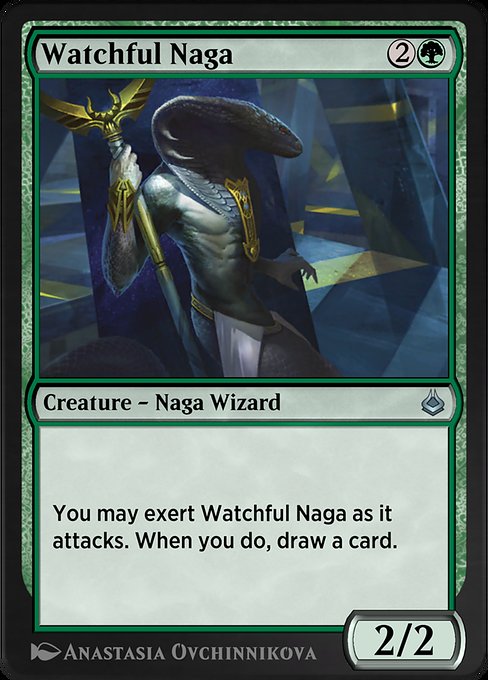 Watchful Naga 2
Creature – Naga Wizard
You may exert Watchful Naga as it
attacks. When you do, draw a card.
2/2
Anastasia Ovchinnikova